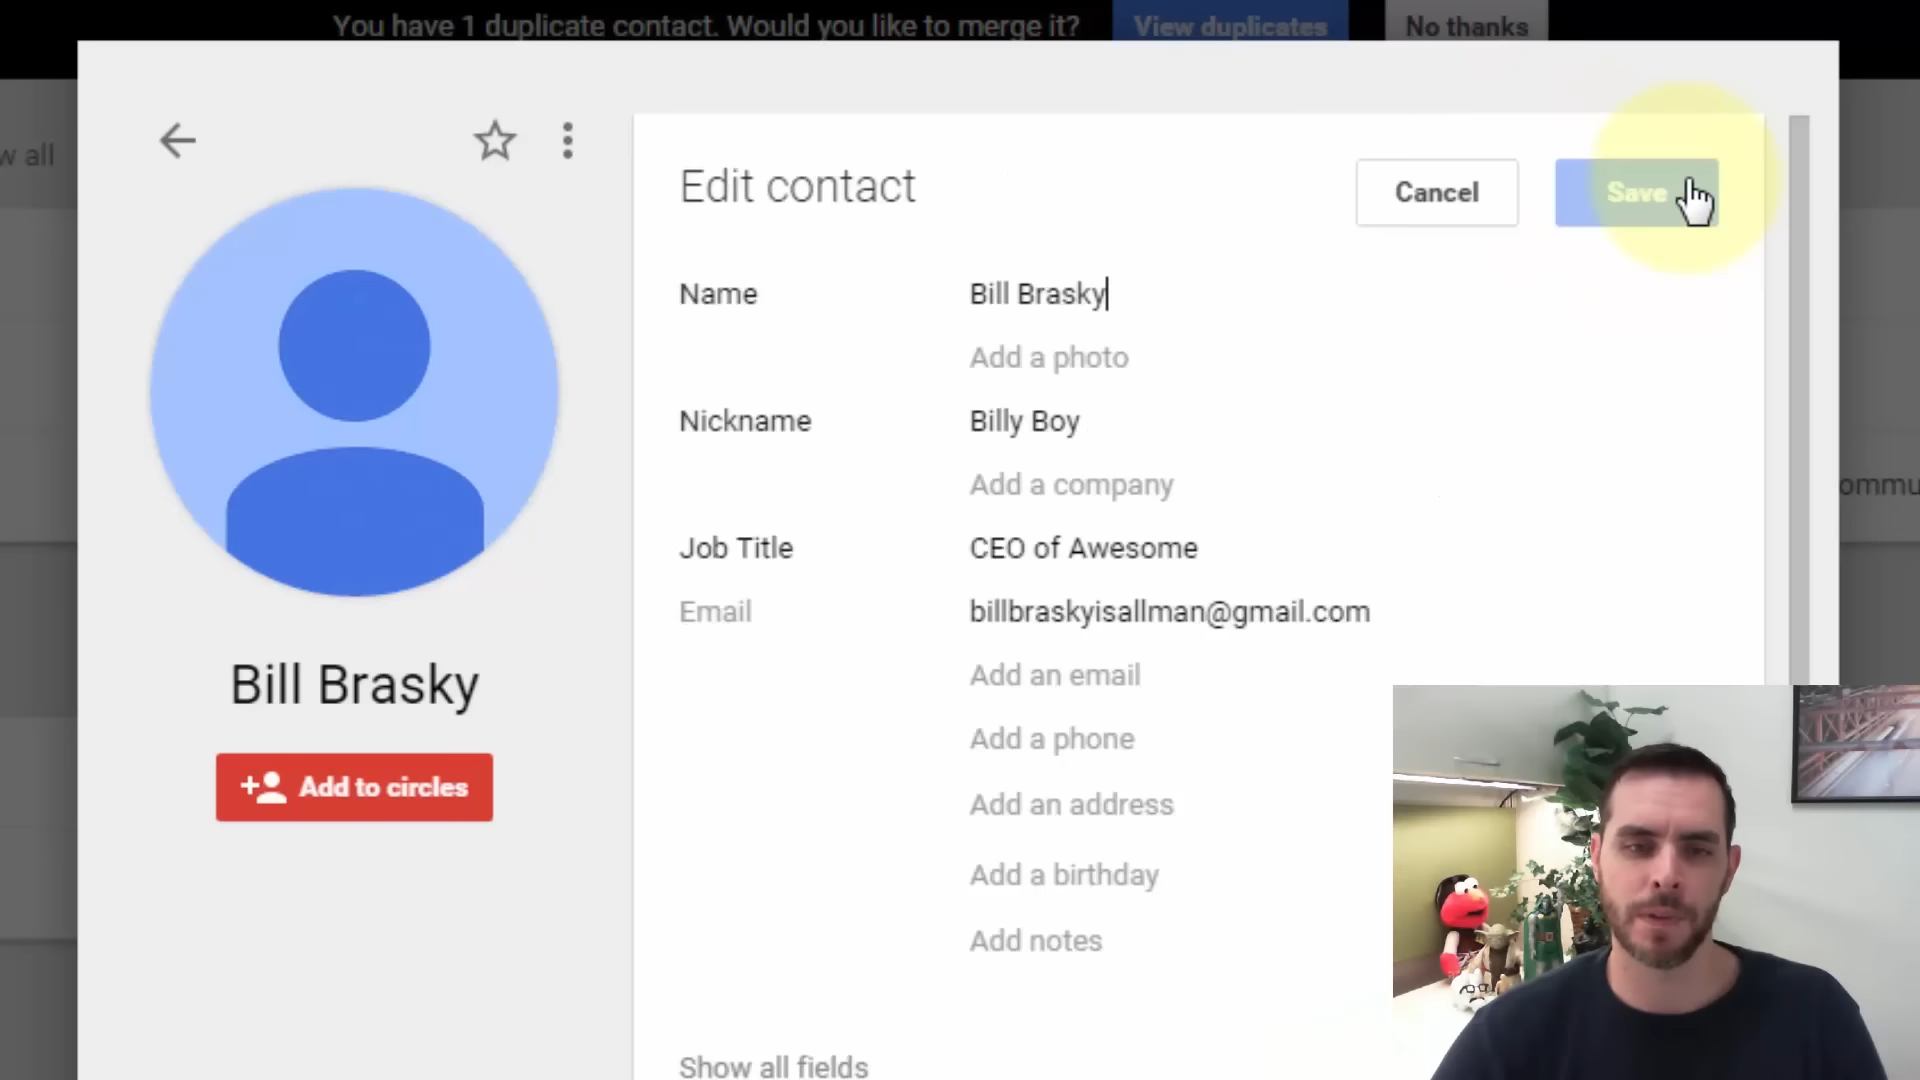 You have 1 duplicate contact. Would you like to merge it? View duplicates No thanks
w all
Edit contact
Cancel
Save
Name Bill Brasky
Add a photo
Nickname Billy Boy
Add a company
ommu
Job Title CEO of Awesome
Email billbraskyisallman@gmail.com
Add an email
Bill Brasky
Add a phone
Add to circles
Add an address
Add a birthday
Add notes
Show all fields